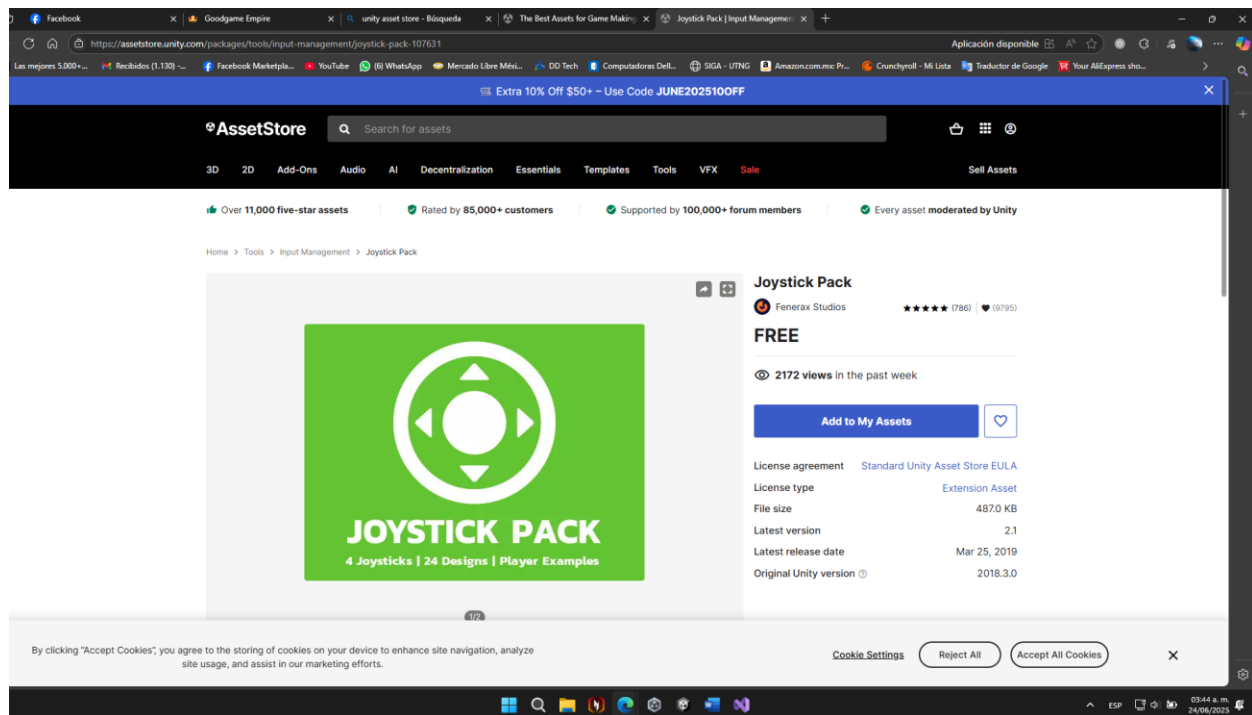 Facebook
Goodgame Empire
unity asset store - Búsqueda
The Best Assets for Game Making
Joystick Pack | Input Management
https://assetstore.unity.com/packages/tools/input-management/joystick-pack-107631
Aplicación disponible
Las mejores 5.000+...
Recibidos (1.130) -...
Facebook Marketpla...
YouTube
(6) WhatsApp
Mercado Libre Méxi...
DD Tech
Computadoras Dell...
SIGA - UTNG
Amazon.com.mx: Pr...
Crunchyroll - Mi Lista
Traductor de Google
Your AliExpress sho...
Extra 10% Off $50+ – Use Code JUNE202510OFF
AssetStore
Search for assets
3D 2D Add-Ons Audio AI Decentralization Essentials Templates Tools VFX Sale
Sell Assets
Over 11,000 five-star assets
Rated by 85,000+ customers
Supported by 100,000+ forum members
Every asset moderated by Unity
Home > Tools > Input Management > Joystick Pack
JOYSTICK PACK
4 Joysticks | 24 Designs | Player Examples
1/2
Joystick Pack
Fenerax Studios
★★★★★ (786) | ♥ (9795)
FREE
2172 views in the past week
Add to My Assets
License agreement Standard Unity Asset Store EULA
License type Extension Asset
File size 487.0 KB
Latest version 2.1
Latest release date Mar 25, 2019
Original Unity version 2018.3.0
By clicking “Accept Cookies”, you agree to the storing of cookies on your device to enhance site navigation, analyze
site usage, and assist in our marketing efforts.
Cookie Settings
Reject All
Accept All Cookies
ESP
03:44 a. m.
24/06/2025